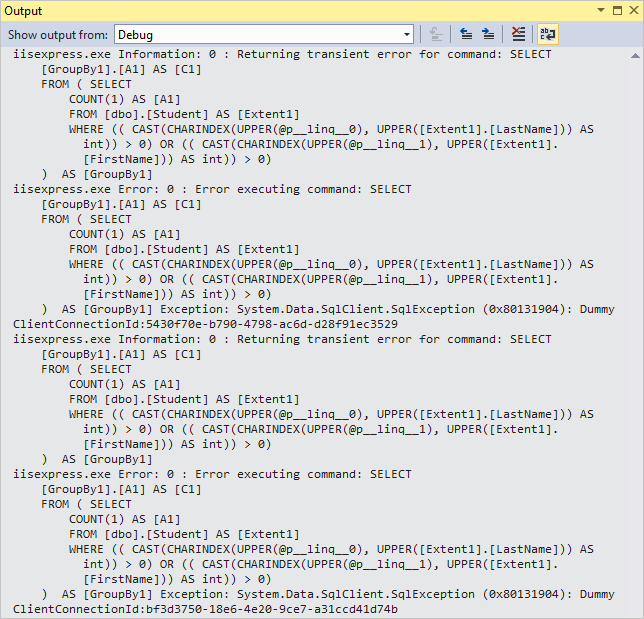 Output
Show output from: Debug
iisexpress.exe Information: 0 : Returning transient error for command: SELECT
[GroupBy1].[A1] AS [C1]
FROM ( SELECT
COUNT(1) AS [A1]
FROM [dbo].[Student] AS [Extent1]
WHERE (( CAST(CHARINDEX(UPPER(@p__linq__0), UPPER([Extent1].[LastName])) AS
int)) > 0) OR (( CAST(CHARINDEX(UPPER(@p__linq__1), UPPER([Extent1].
[FirstName])) AS int)) > 0)
) AS [GroupBy1]
iisexpress.exe Error: 0 : Error executing command: SELECT
[GroupBy1].[A1] AS [C1]
FROM ( SELECT
COUNT(1) AS [A1]
FROM [dbo].[Student] AS [Extent1]
WHERE (( CAST(CHARINDEX(UPPER(@p__linq__0), UPPER([Extent1].[LastName])) AS
int)) > 0) OR (( CAST(CHARINDEX(UPPER(@p__linq__1), UPPER([Extent1].
[FirstName])) AS int)) > 0)
) AS [GroupBy1] Exception: System.Data.SqlClient.SqlException (0x80131904): Dummy
ClientConnectionId:5430f70e-b790-4798-ac6d-d28f91ec3529
iisexpress.exe Information: 0 : Returning transient error for command: SELECT
[GroupBy1].[A1] AS [C1]
FROM ( SELECT
COUNT(1) AS [A1]
FROM [dbo].[Student] AS [Extent1]
WHERE (( CAST(CHARINDEX(UPPER(@p__linq__0), UPPER([Extent1].[LastName])) AS
int)) > 0) OR (( CAST(CHARINDEX(UPPER(@p__linq__1), UPPER([Extent1].
[FirstName])) AS int)) > 0)
) AS [GroupBy1]
iisexpress.exe Error: 0 : Error executing command: SELECT
[GroupBy1].[A1] AS [C1]
FROM ( SELECT
COUNT(1) AS [A1]
FROM [dbo].[Student] AS [Extent1]
WHERE (( CAST(CHARINDEX(UPPER(@p__linq__0), UPPER([Extent1].[LastName])) AS
int)) > 0) OR (( CAST(CHARINDEX(UPPER(@p__linq__1), UPPER([Extent1].
[FirstName])) AS int)) > 0)
) AS [GroupBy1] Exception: System.Data.SqlClient.SqlException (0x80131904): Dummy
ClientConnectionId:bf3d3750-18e6-4e20-9ce7-a31ccd41d74b